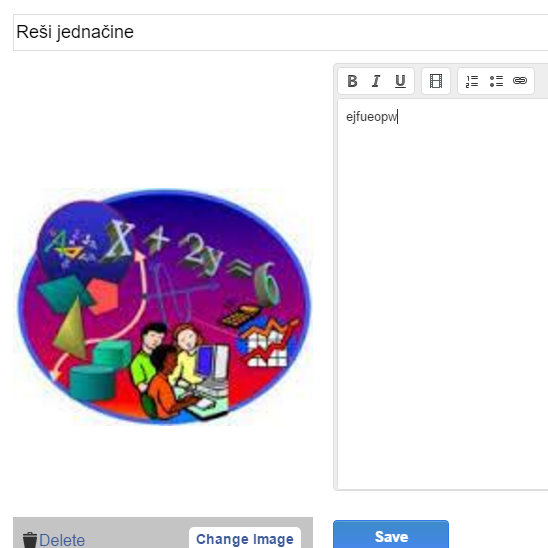 Reši jednačine
B I U
ejfueopw
X + 2y = 6
Delete
Change Image
Save